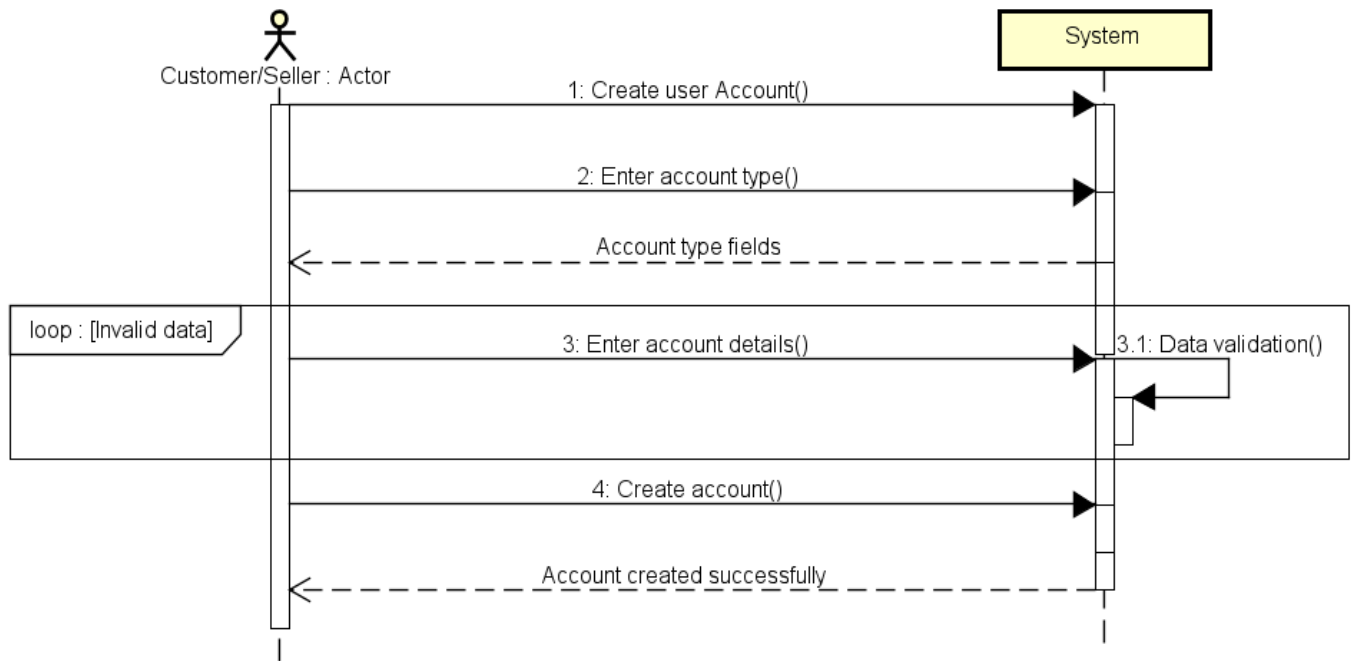 System
Customer/Seller : Actor
1: Create user Account()
2: Enter account type()
Account type fields
loop : [Invalid data]
3: Enter account details()
3.1: Data validation()
4: Create account()
Account created successfully